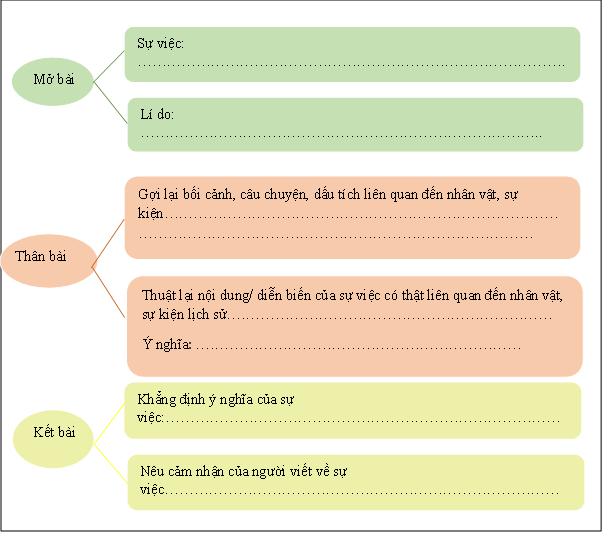 Mở bài
Sự việc:
……………………………………………………………………………
Lí do:
……………………………………………………………………….
Thân bài
Gợi lại bối cảnh, câu chuyện, dấu tích liên quan đến nhân vật, sự
kiện………………………………………………………………………
………………………………………………………………………
Thuật lại nội dung/ diễn biến của sự việc có thật liên quan đến nhân vật,
sự kiện lịch sử…………………………………………………………
Ý nghĩa: …………………………………………………………
Kết bài
Khẳng định ý nghĩa của sự
việc:………………………………………………………………………
Nêu cảm nhận của người viết về sự
việc………………………………………………………………………